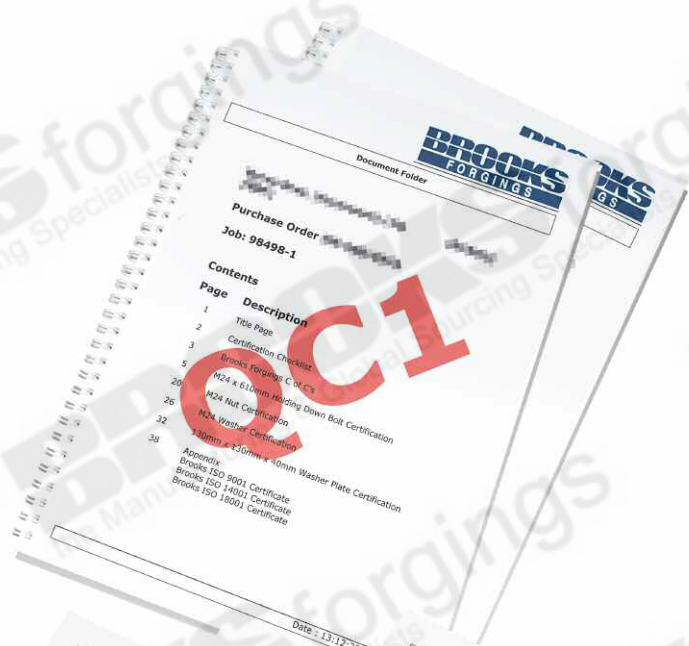 BROOKS
FORGINGS
Document Folder
Purchase Order
Job: 98498-1
Contents
Page Description
1 Title Page
2 Certification Checklist
3 Brooks Forgings C of C's
5 M24 x 610mm Holding Down Bolt Certification
20 M24 Nut Certification
26 M24 Washer Certification
32 130mm x 130mm x 40mm Washer Plate Certification
38 Appendix
Brooks ISO 9001 Certificate
Brooks ISO 14001 Certificate
Brooks ISO 18001 Certificate
QC1
BROOKS
forgings